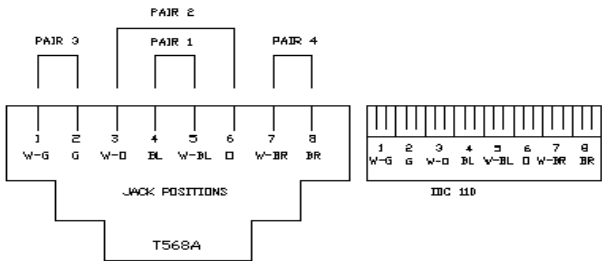 PAIR 2
PAIR 3 PAIR 1 PAIR 4
1 2 3 4 5 6 7 8
W-G G W-O BL W-BL O W-BR BR
JACK POSITIONS
T568A
1 2 3 4 5 6 7 8
W-G G W-O BL W-BL O W-BR BR
IDC 110